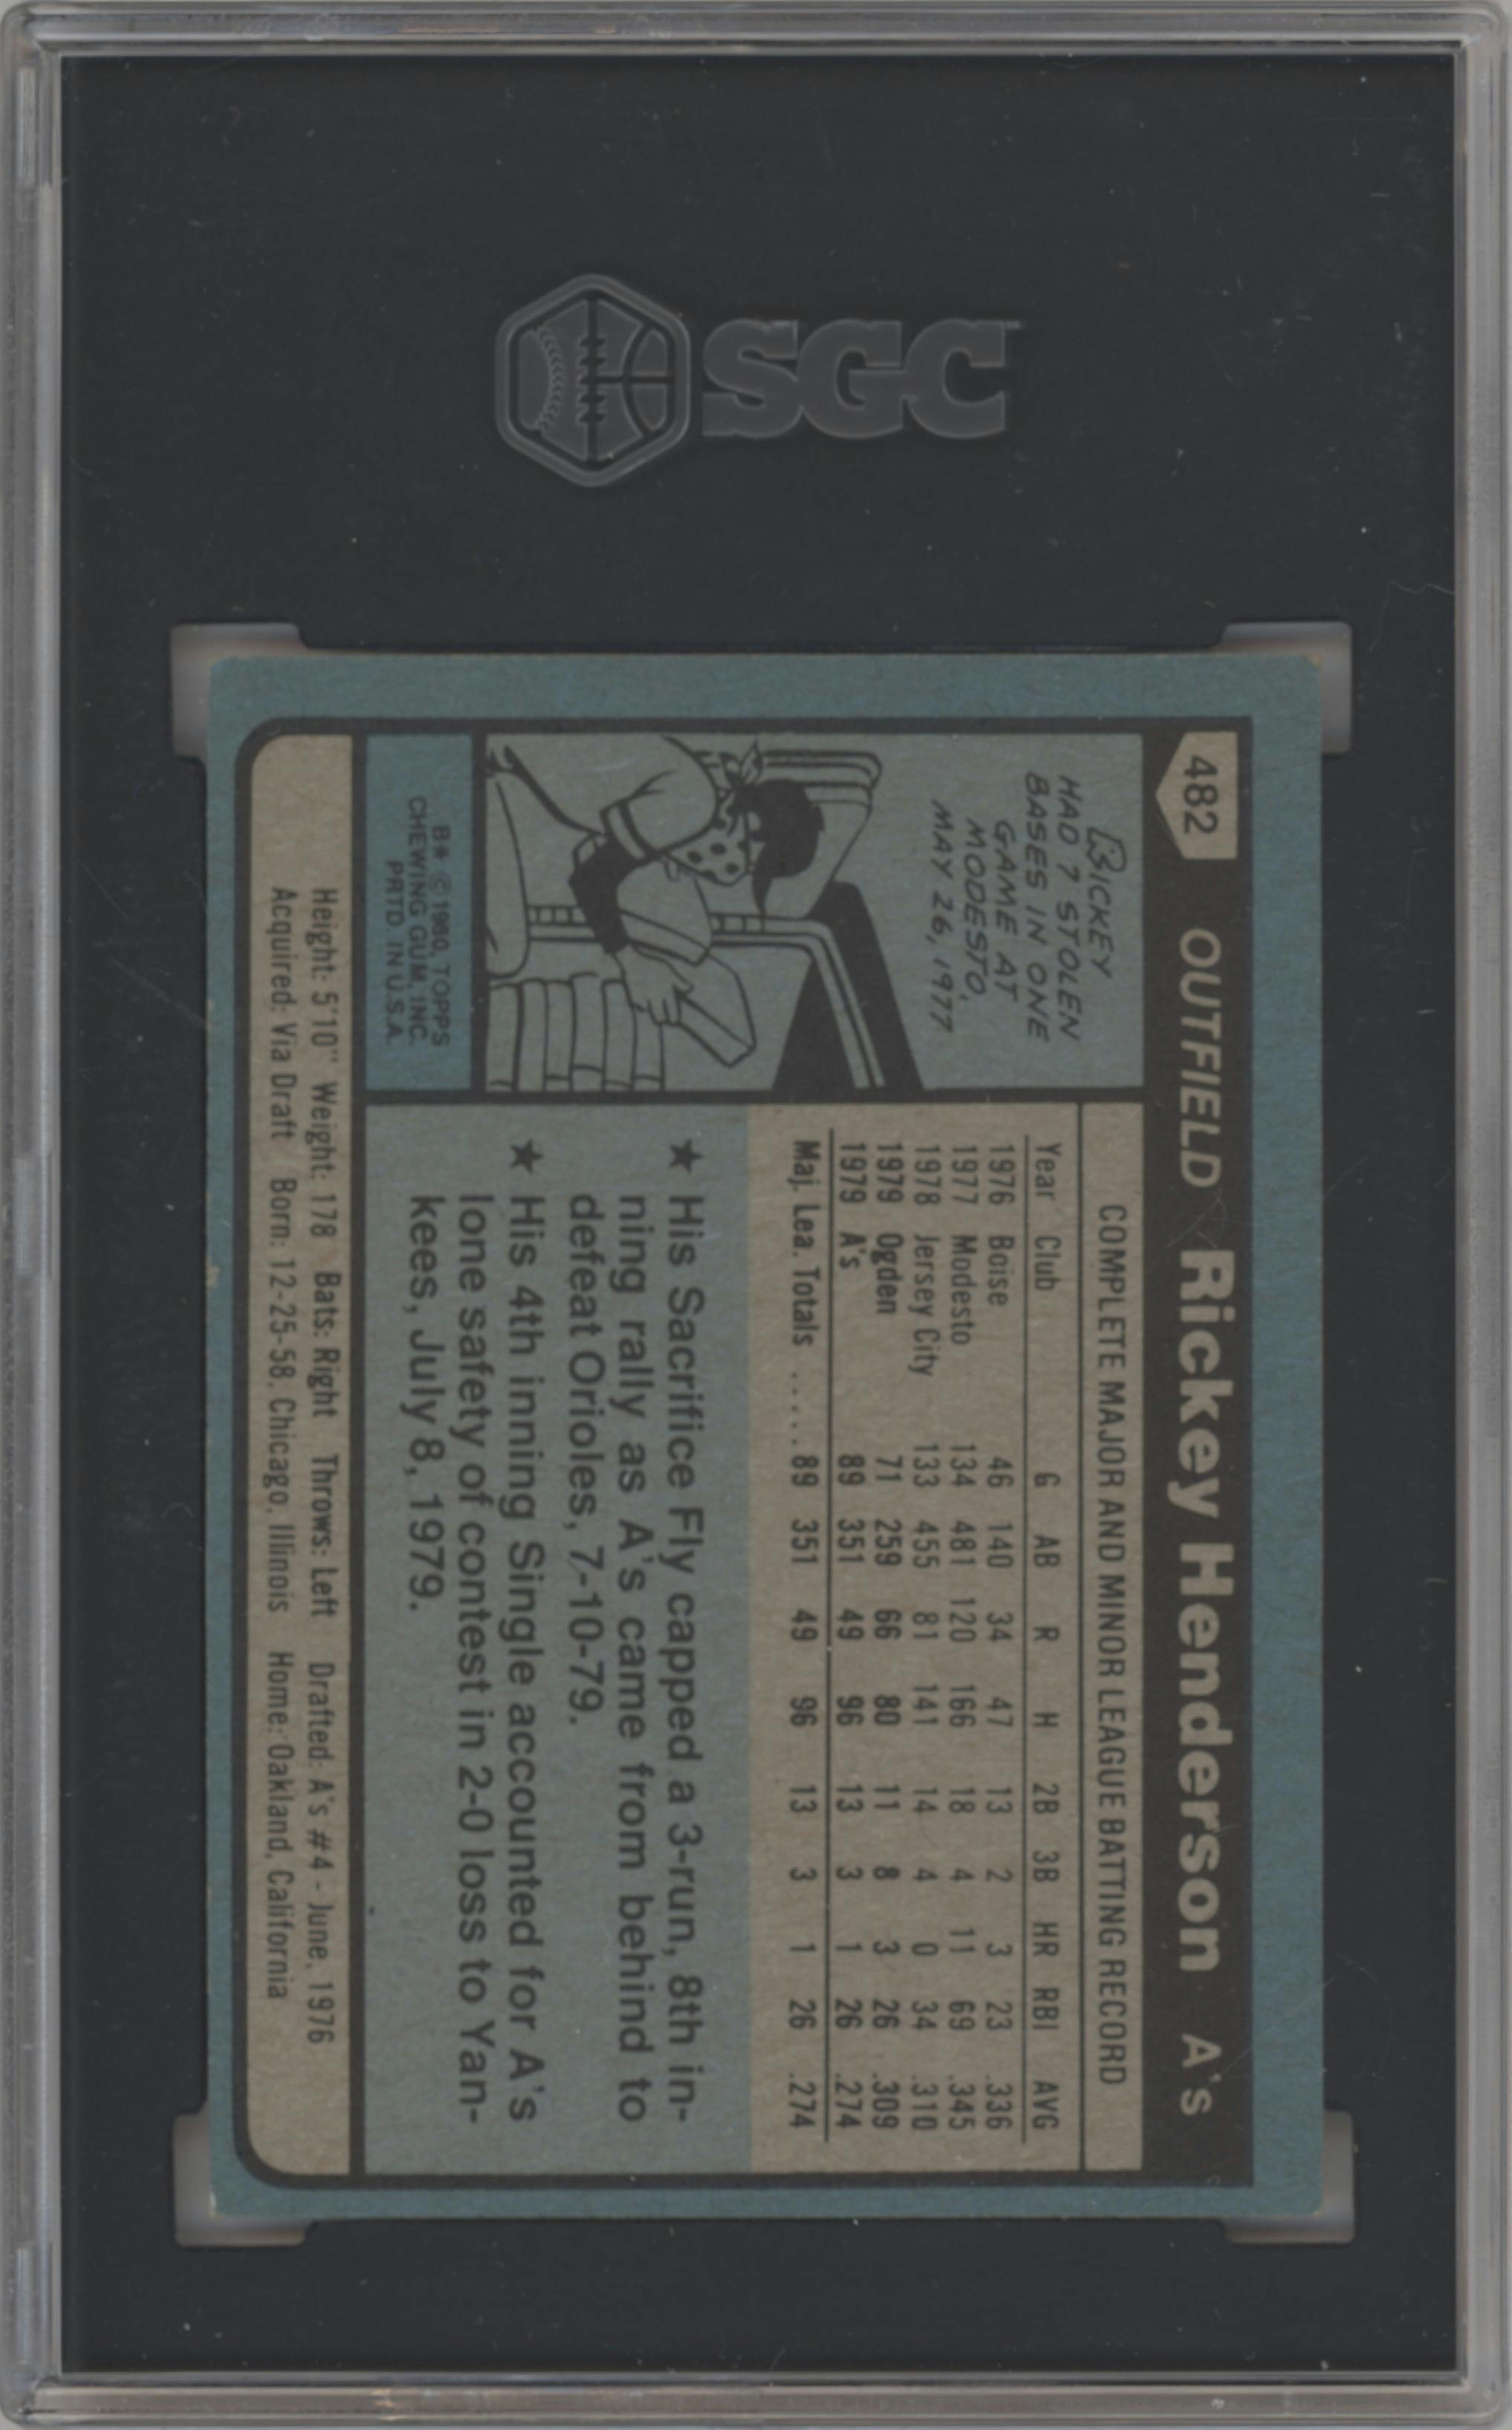 SGC
482 OUTFIELD Rickey Henderson A's
RICKEY
HAD 7 STOLEN
BASES IN ONE
GAME AT
MODESTO,
MAY 26, 1977
B* © 1980, TOPPS
CHEWING GUM, INC.
PRTD. IN U.S.A.
COMPLETE MAJOR AND MINOR LEAGUE BATTING RECORD
Year Club G AB R H 2B 3B HR RBI AVG
1976 Boise 46 140 34 47 13 2 3 23 .336
1977 Modesto 134 481 120 166 18 4 11 69 .345
1978 Jersey City 133 455 81 141 14 4 0 34 .310
1979 Ogden 71 259 66 80 11 8 3 26 .309
1979 A's 89 351 49 96 13 3 1 26 .274
Maj. Lea. Totals ..... 89 351 49 96 13 3 1 26 .274
★ His Sacrifice Fly capped a 3-run, 8th in-
ning rally as A's came from behind to
defeat Orioles, 7-10-79.
★ His 4th inning Single accounted for A's
lone safety of contest in 2-0 loss to Yan-
kees, July 8, 1979.
Height: 5'10" Weight: 178 Bats: Right Throws: Left Drafted: A's #4 - June, 1976
Acquired: Via Draft Born: 12-25-58, Chicago, Illinois Home: Oakland, California